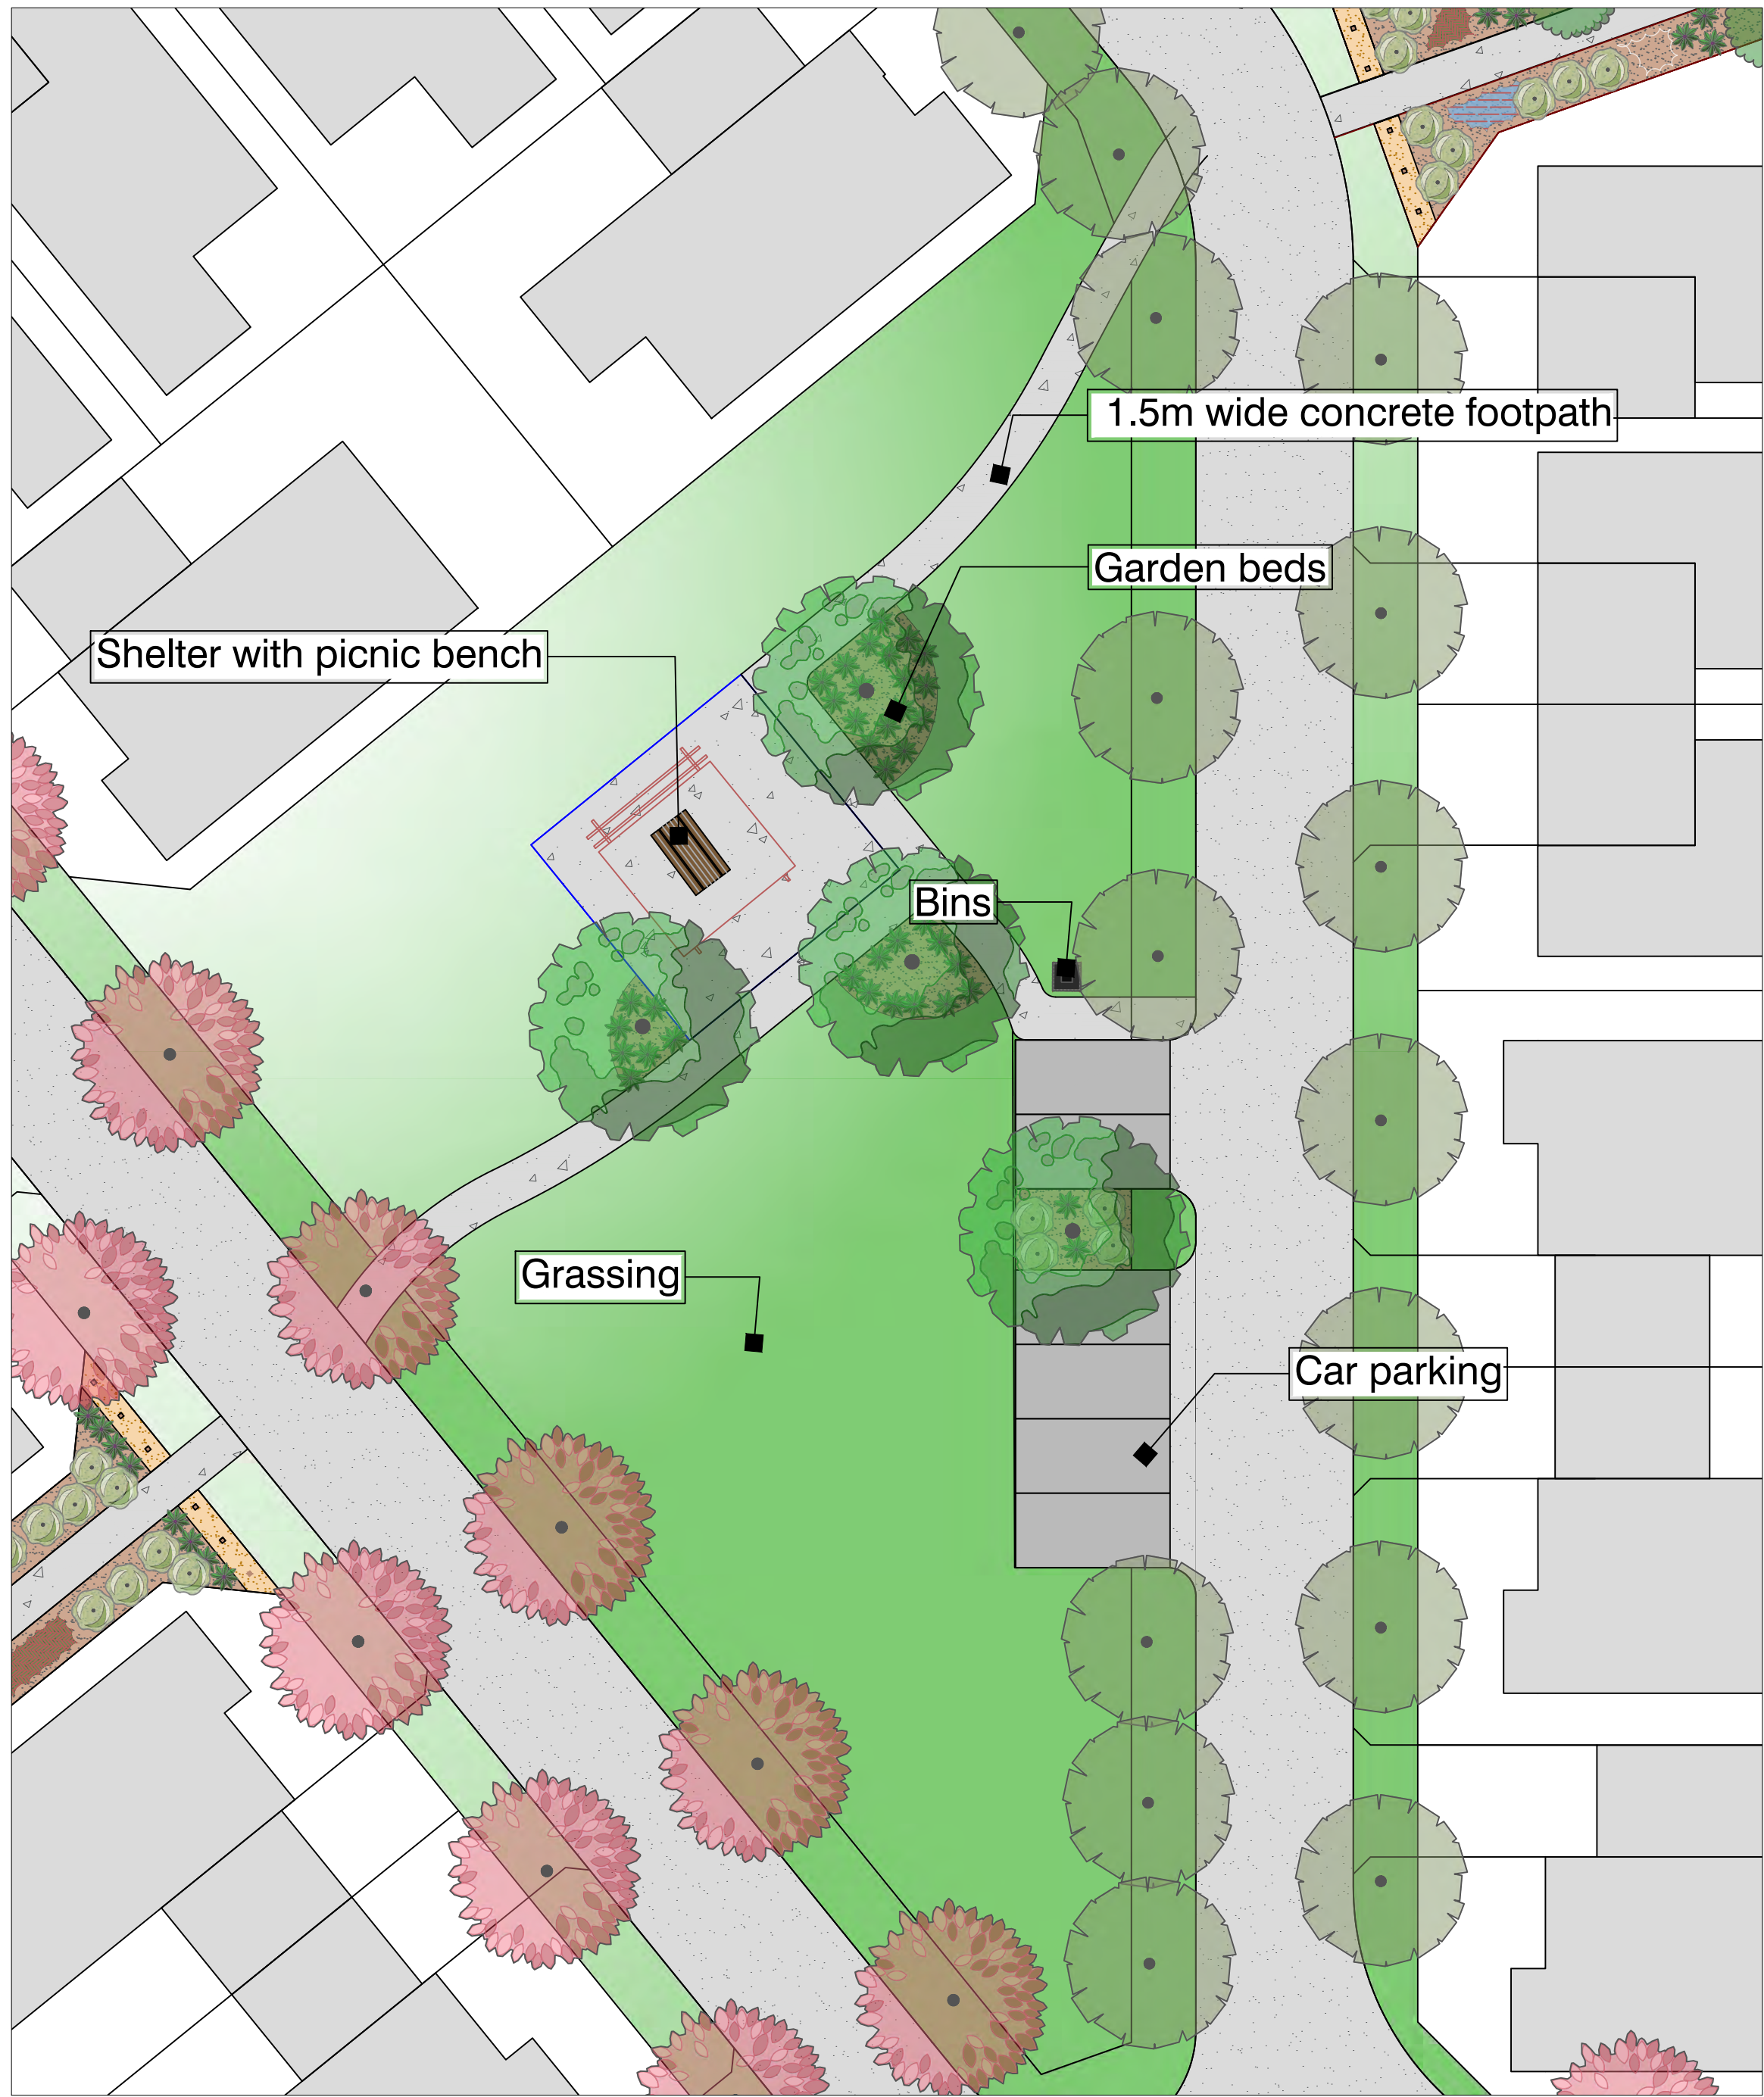 1.5m wide concrete footpath
Garden beds
Shelter with picnic bench
Bins
Grassing
Car parking